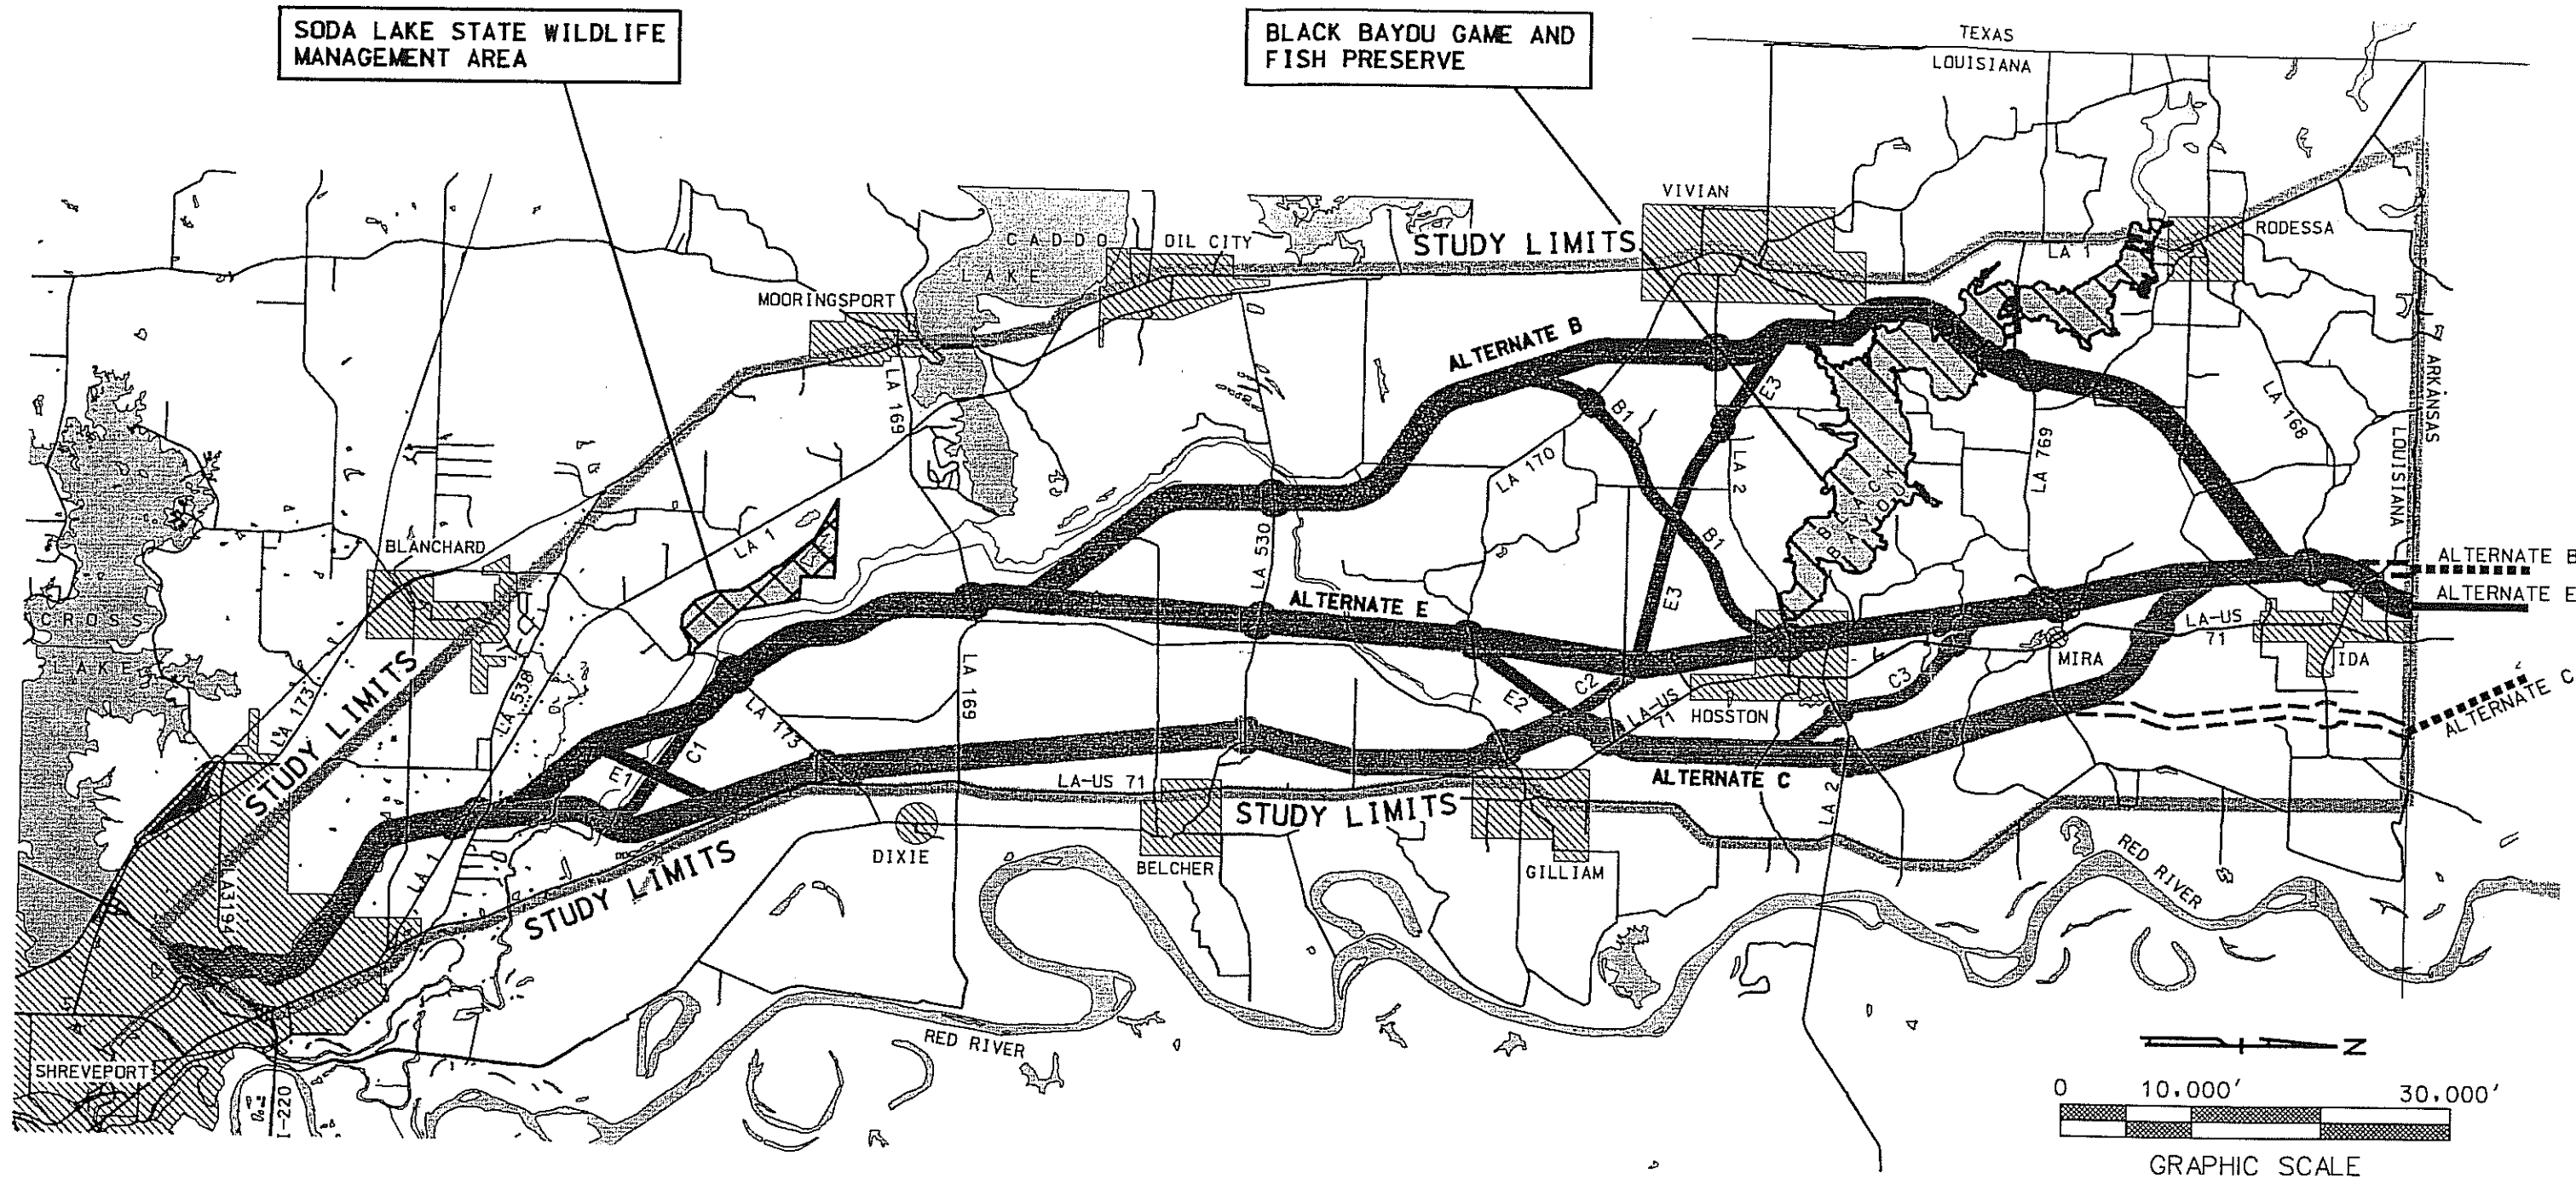 SODA LAKE STATE WILDLIFE
MANAGEMENT AREA
BLACK BAYOU GAME AND
FISH PRESERVE
TEXAS
LOUISIANA
VIVIAN
STUDY LIMITS
OIL CITY
CADDO
LAKE
MOORINGSPORT
LA 1
RODESSA
ARKANSAS
LOUISIANA
LA 168
LA 769
LA 169
ALTERNATE B
B1
E3
LA 170
LA 2
BLACK
BAYOU
B1
E3
LA 530
LA 1
BLANCHARD
CROSS
LAKE
ALTERNATE E
ALTERNATE B
ALTERNATE E
LA-US
71
IDA
MIRA
C3
C2
E2
LA-US
71
HOSSTON
ALTERNATE C
LA 169
LA 173
LA 538
LA 173
STUDY LIMITS
C1
E1
LA-US 71
STUDY LIMITS
ALTERNATE C
LA 2
DIXIE
BELCHER
GILLIAM
RED RIVER
LA 1
LA3194
STUDY LIMITS
RED RIVER
SHREVEPORT
I-220
N
0 10,000' 30,000'
GRAPHIC SCALE